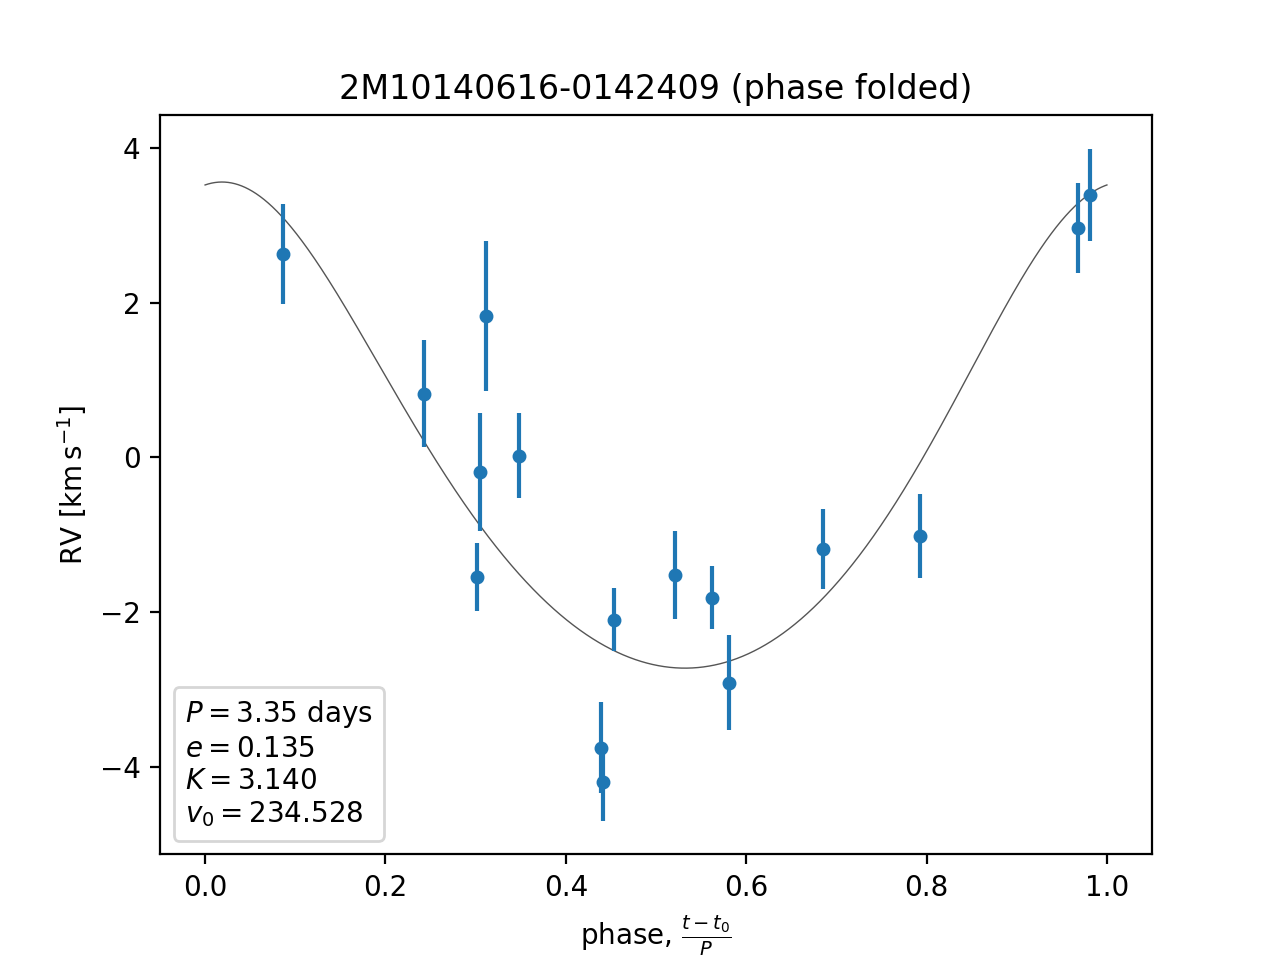 2M10140616-0142409 (phase folded)
RV [km s⁻¹]
4
2
0
−2
−4
P = 3.35 days
e = 0.135
K = 3.140
v₀ = 234.528
0.0 0.2 0.4 0.6 0.8 1.0
phase, (t − t₀)/P